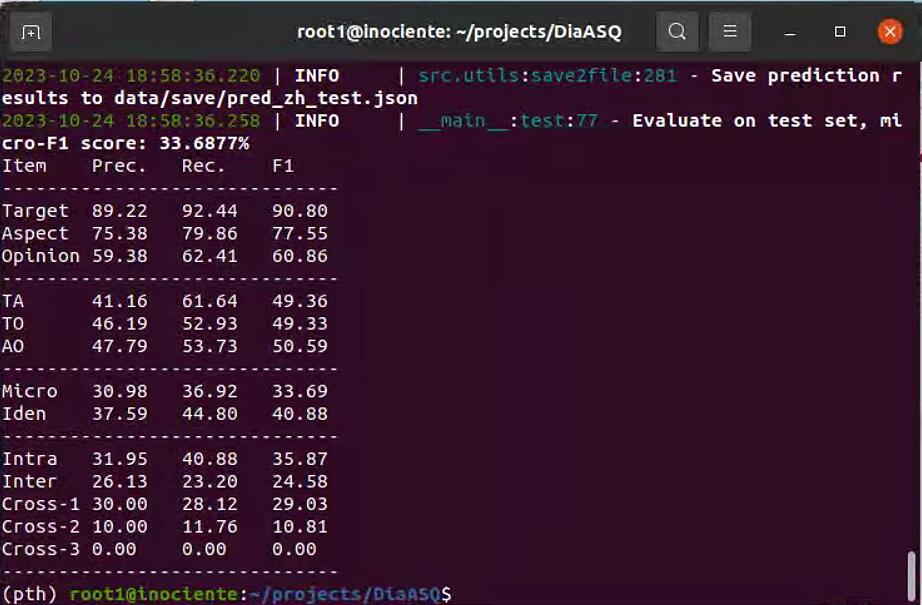 root1@inociente: ~/projects/DiaASQ
2023-10-24 18:58:36.220 | INFO     | src.utils:save2file:281 - Save prediction r
esults to data/save/pred_zh_test.json
2023-10-24 18:58:36.258 | INFO     | __main__:test:77 - Evaluate on test set, mi
cro-F1 score: 33.6877%
Item    Prec.   Rec.    F1
------------------------------
Target  89.22   92.44   90.80
Aspect  75.38   79.86   77.55
Opinion 59.38   62.41   60.86
------------------------------
TA      41.16   61.64   49.36
TO      46.19   52.93   49.33
AO      47.79   53.73   50.59
------------------------------
Micro   30.98   36.92   33.69
Iden    37.59   44.80   40.88
------------------------------
Intra   31.95   40.88   35.87
Inter   26.13   23.20   24.58
Cross-1 30.00   28.12   29.03
Cross-2 10.00   11.76   10.81
Cross-3 0.00    0.00    0.00
------------------------------
(pth) root1@inociente:~/projects/DiaASQ$